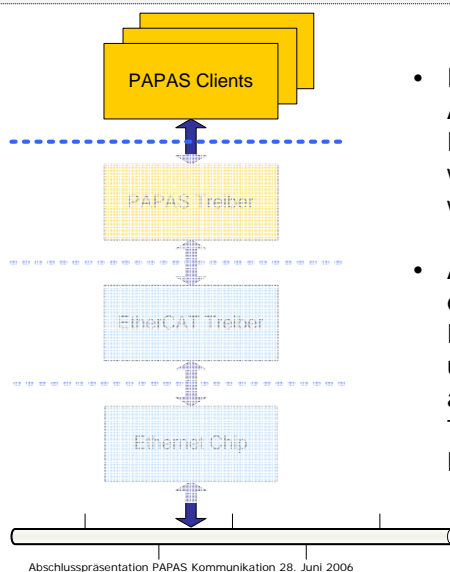 PAPAS Clients
PAPAS Treiber
EtherCAT Treiber
Ethernet Chip
Abschlusspräsentation PAPAS Kommunikation 28. Juni 2006